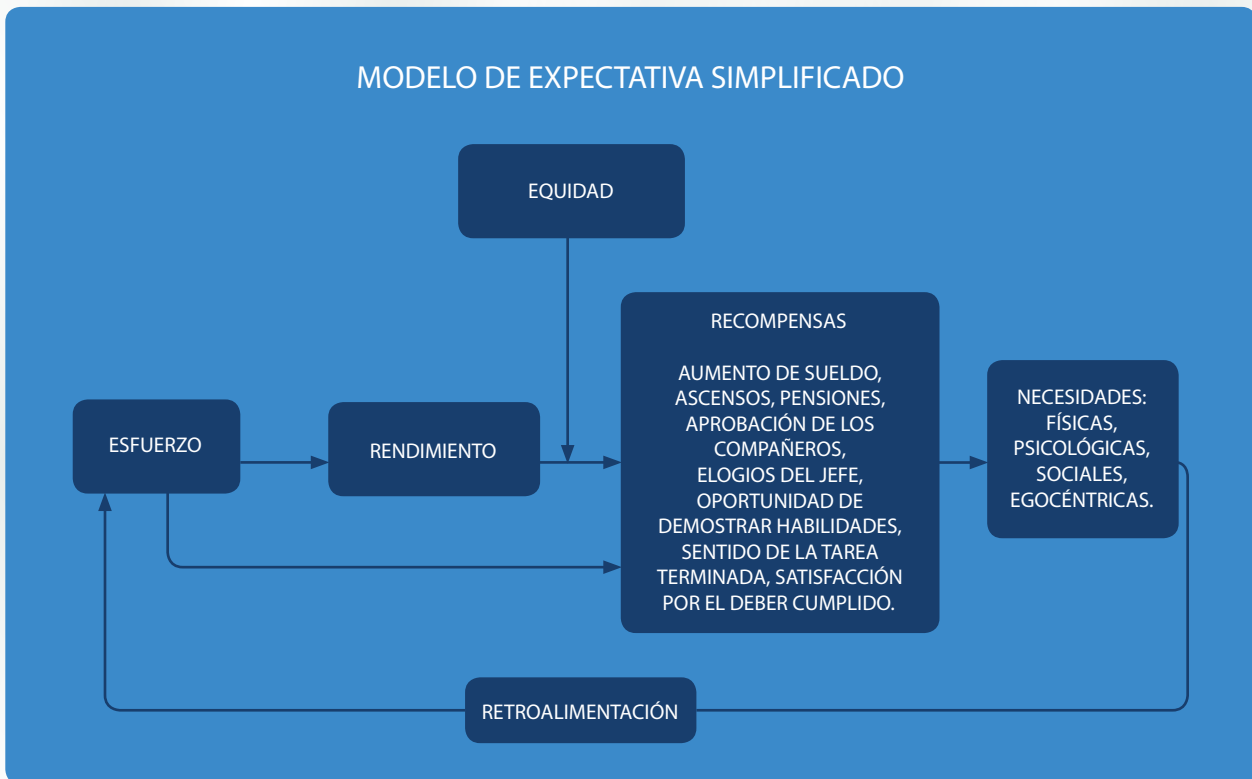 MODELO DE EXPECTATIVA SIMPLIFICADO
EQUIDAD
ESFUERZO
RENDIMIENTO
RECOMPENSAS
AUMENTO DE SUELDO,
ASCENSOS, PENSIONES,
APROBACIÓN DE LOS
COMPAÑEROS,
ELOGIOS DEL JEFE,
OPORTUNIDAD DE
DEMOSTRAR HABILIDADES,
SENTIDO DE LA TAREA
TERMINADA, SATISFACCIÓN
POR EL DEBER CUMPLIDO.
NECESIDADES:
FÍSICAS,
PSICOLÓGICAS,
SOCIALES,
EGOCÉNTRICAS.
RETROALIMENTACIÓN